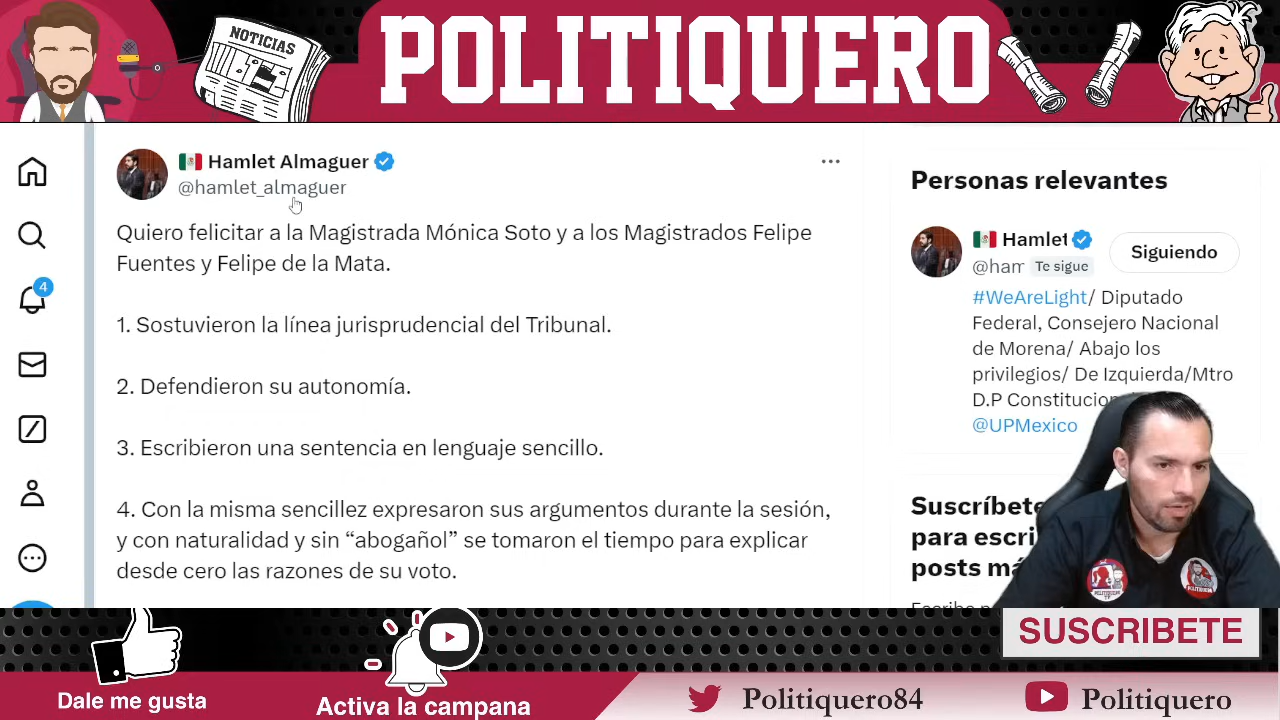 NOTICIAS
POLITIQUERO
Hamlet Almaguer
@hamlet_almaguer
Quiero felicitar a la Magistrada Mónica Soto y a los Magistrados Felipe
Fuentes y Felipe de la Mata.
1. Sostuvieron la línea jurisprudencial del Tribunal.
2. Defendieron su autonomía.
3. Escribieron una sentencia en lenguaje sencillo.
4. Con la misma sencillez expresaron sus argumentos durante la sesión,
y con naturalidad y sin “abogañol” se tomaron el tiempo para explicar
desde cero las razones de su voto.
4
Personas relevantes
Hamlet
@ham
Te sigue
Siguiendo
#WeAreLight/ Diputado
Federal, Consejero Nacional
de Morena/ Abajo los
privilegios/ De Izquierda/Mtro
D.P Constitucion
@UPMexico
Suscríbete
para escri
posts má
SUSCRIBETE
Dale me gusta
Activa la campana
Politiquero84
Politiquero